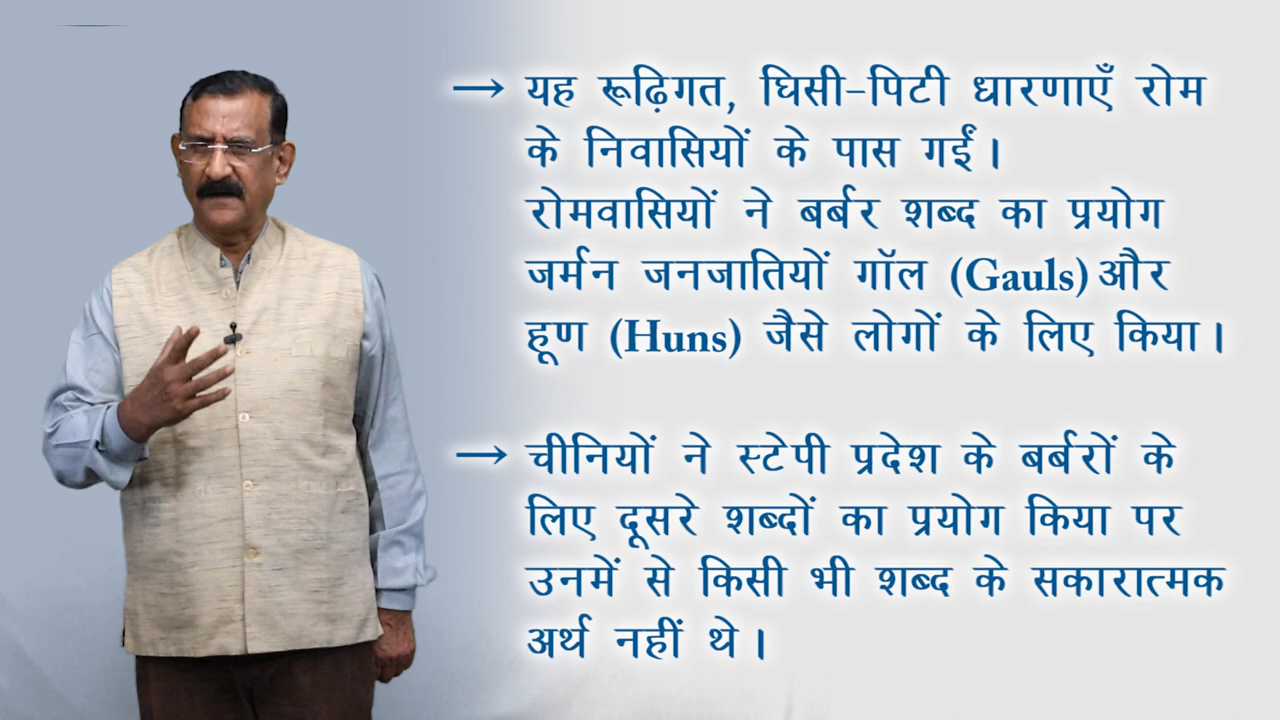 → यह रूढ़िगत, घिसी-पिटी धारणाएँ रोम
के निवासियों के पास गईं।
रोमवासियों ने बर्बर शब्द का प्रयोग
जर्मन जनजातियों गॉल (Gauls) और
हूण (Huns) जैसे लोगों के लिए किया।
→ चीनियों ने स्टेपी प्रदेश के बर्बरों के
लिए दूसरे शब्दों का प्रयोग किया पर
उनमें से किसी भी शब्द के सकारात्मक
अर्थ नहीं थे।